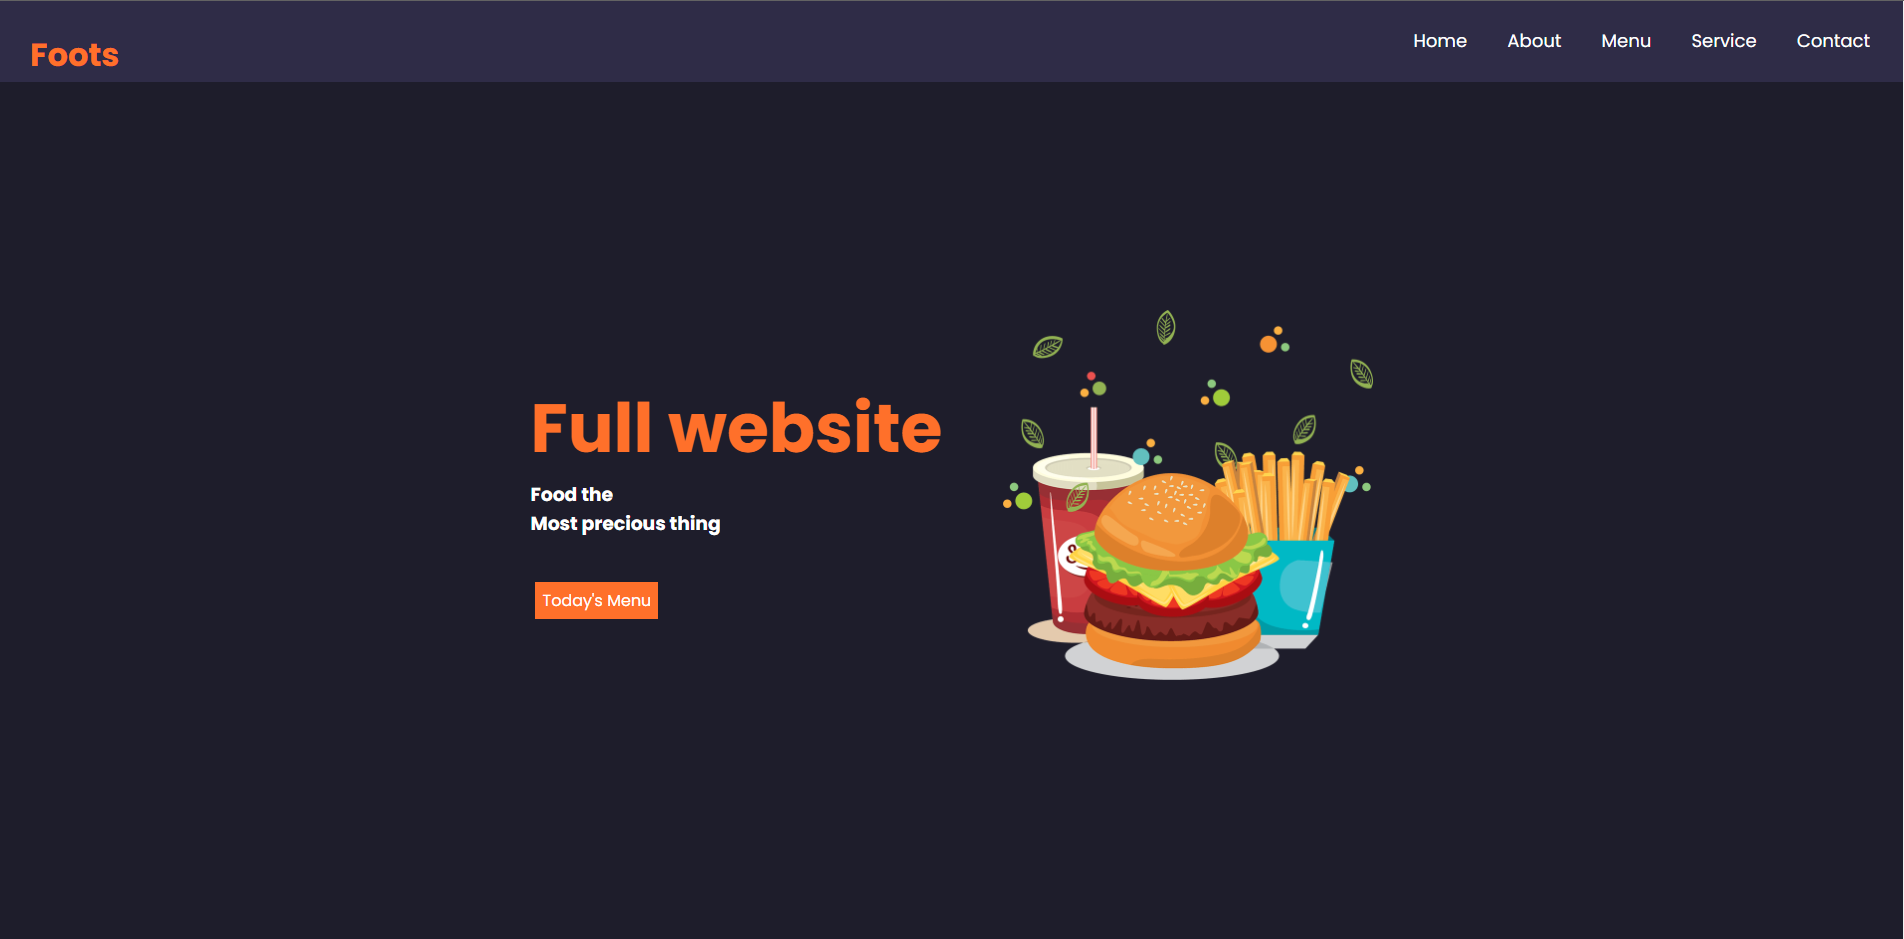 Foots
Home About Menu Service Contact
Full website
Food the
Most precious thing
Today's Menu